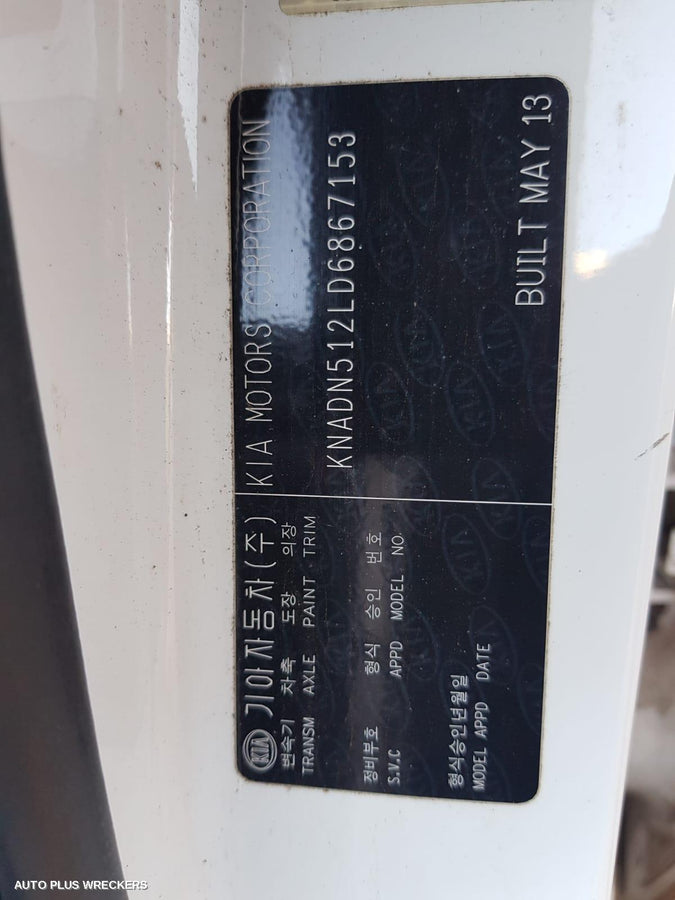 KIA 기아자동차(주) KIA MOTORS CORPORATION
변속기 차축 도장 의장
TRANSM AXLE PAINT TRIM
KNADN512LD6867153
정비부호 형식 승인 번호
S.V.C APPD MODEL NO.
형식승인년월일
MODEL APPD DATE
BUILT MAY 13
AUTO PLUS WRECKERS